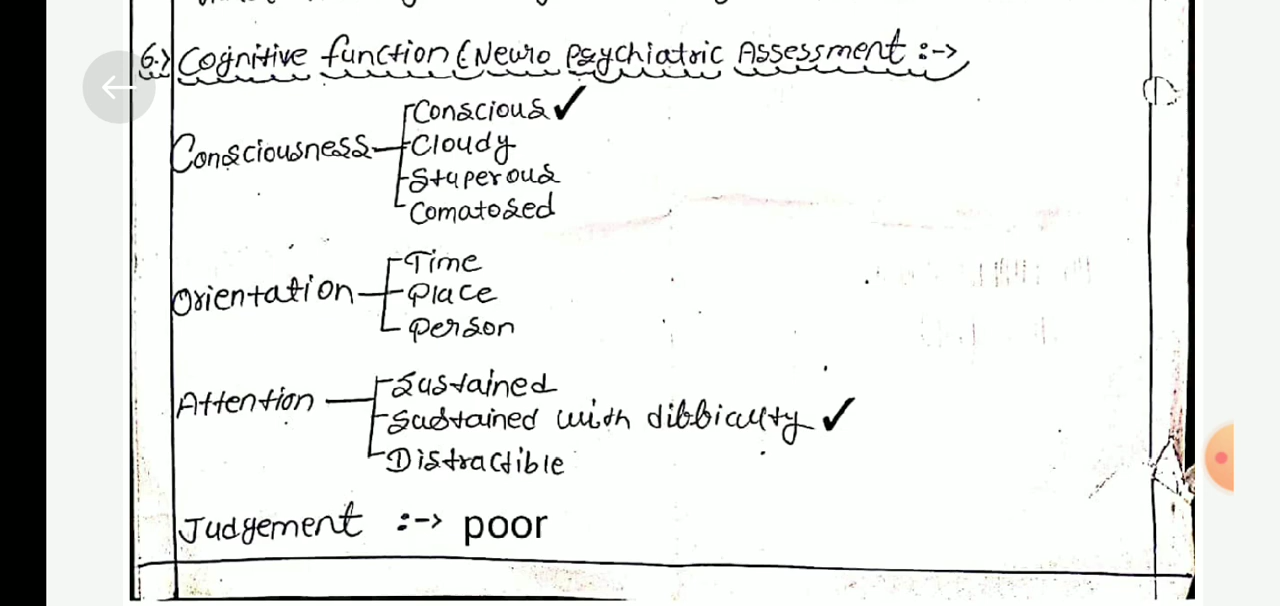 6.) Cognitive function (Neuro Psychiatric Assessment :->
Conscious ✓
Consciousness
Cloudy
Stuperous
Comatosed
Time
Orientation
Place
Person
Sustained
Attention
Sustained with difficulty ✓
Distractible
Judgement :-> poor